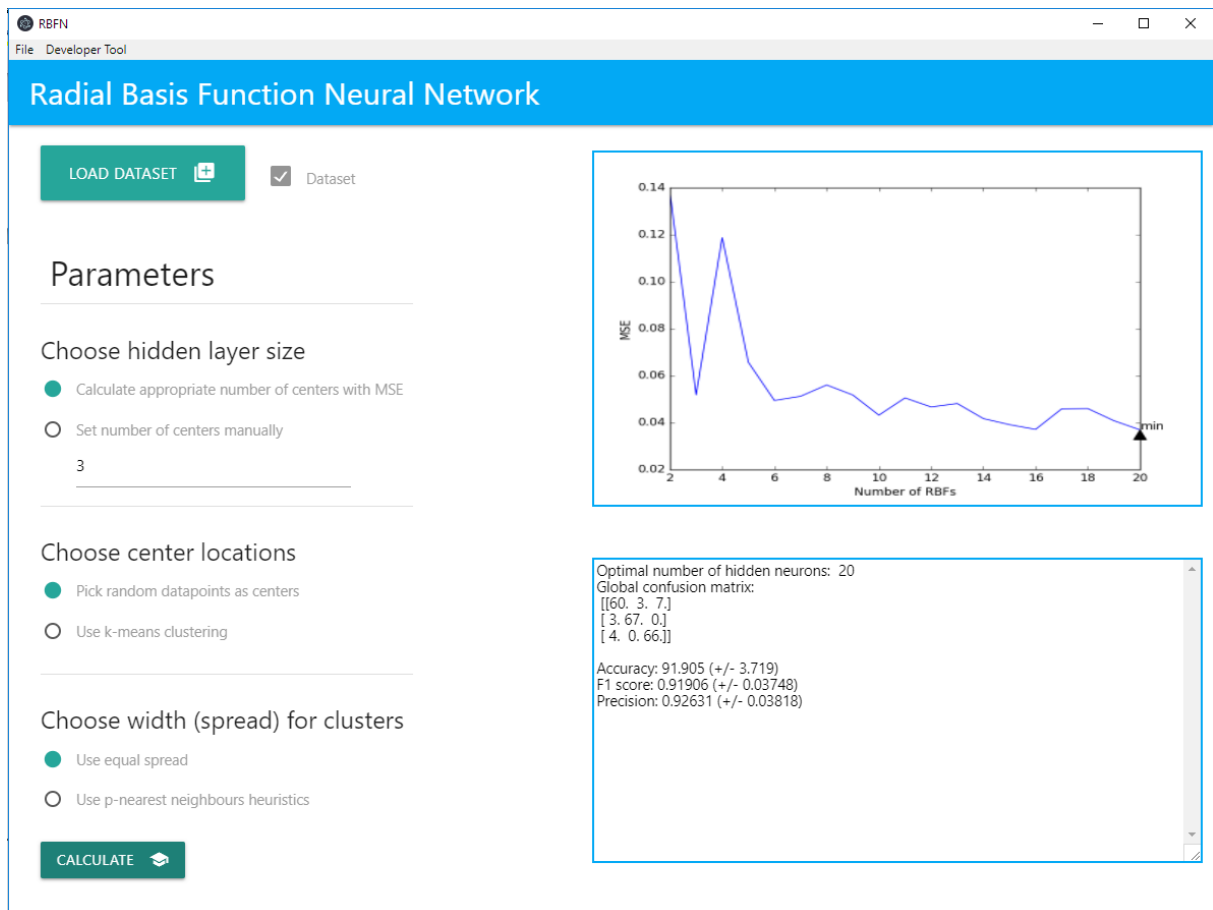 RBFN
File Developer Tool
Radial Basis Function Neural Network
LOAD DATASET
Dataset
Parameters
Choose hidden layer size
Calculate appropriate number of centers with MSE
Set number of centers manually
3
Choose center locations
Pick random datapoints as centers
Use k-means clustering
Choose width (spread) for clusters
Use equal spread
Use p-nearest neighbours heuristics
CALCULATE
0.14
0.12
0.10
0.08
0.06
0.04
0.02
MSE
min
2 4 6 8 10 12 14 16 18 20
Number of RBFs
Optimal number of hidden neurons: 20
Global confusion matrix:
[[60. 3. 7.]
[ 3. 67. 0.]
[ 4. 0. 66.]]
Accuracy: 91.905 (+/- 3.719)
F1 score: 0.91906 (+/- 0.03748)
Precision: 0.92631 (+/- 0.03818)